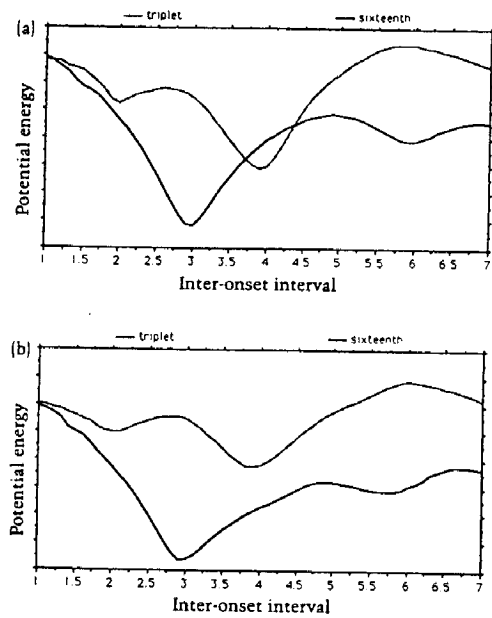 (a)
triplet sixteenth
Potential energy
1 1.5 2 2.5 3 3.5 4 4.5 5 5.5 6 6.5 7
Inter-onset interval
(b)
triplet sixteenth
Potential energy
1 1.5 2 2.5 3 3.5 4 4.5 5 5.5 6 6.5 7
Inter-onset interval